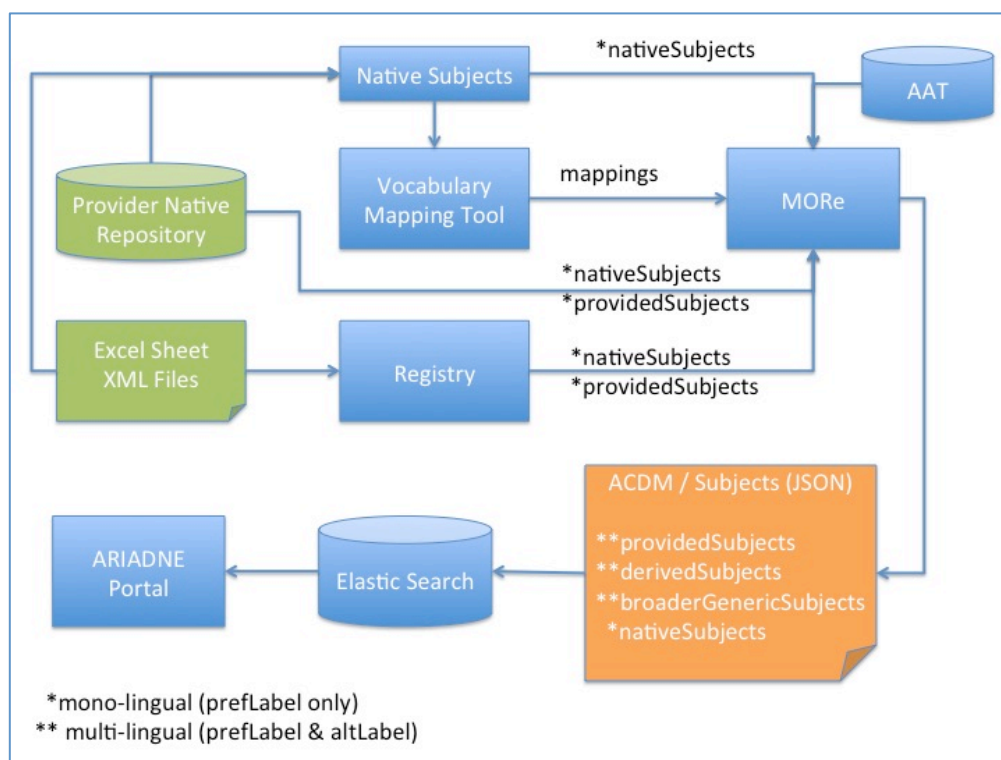 *nativeSubjects
Native Subjects
AAT
Vocabulary
Mapping Tool
mappings
MORe
Provider Native
Repository
*nativeSubjects
*providedSubjects
Excel Sheet
XML Files
Registry
*nativeSubjects
*providedSubjects
ACDM / Subjects (JSON)
**providedSubjects
**derivedSubjects
**broaderGenericSubjects
*nativeSubjects
ARIADNE
Portal
Elastic Search
*mono-lingual (prefLabel only)
** multi-lingual (prefLabel & altLabel)